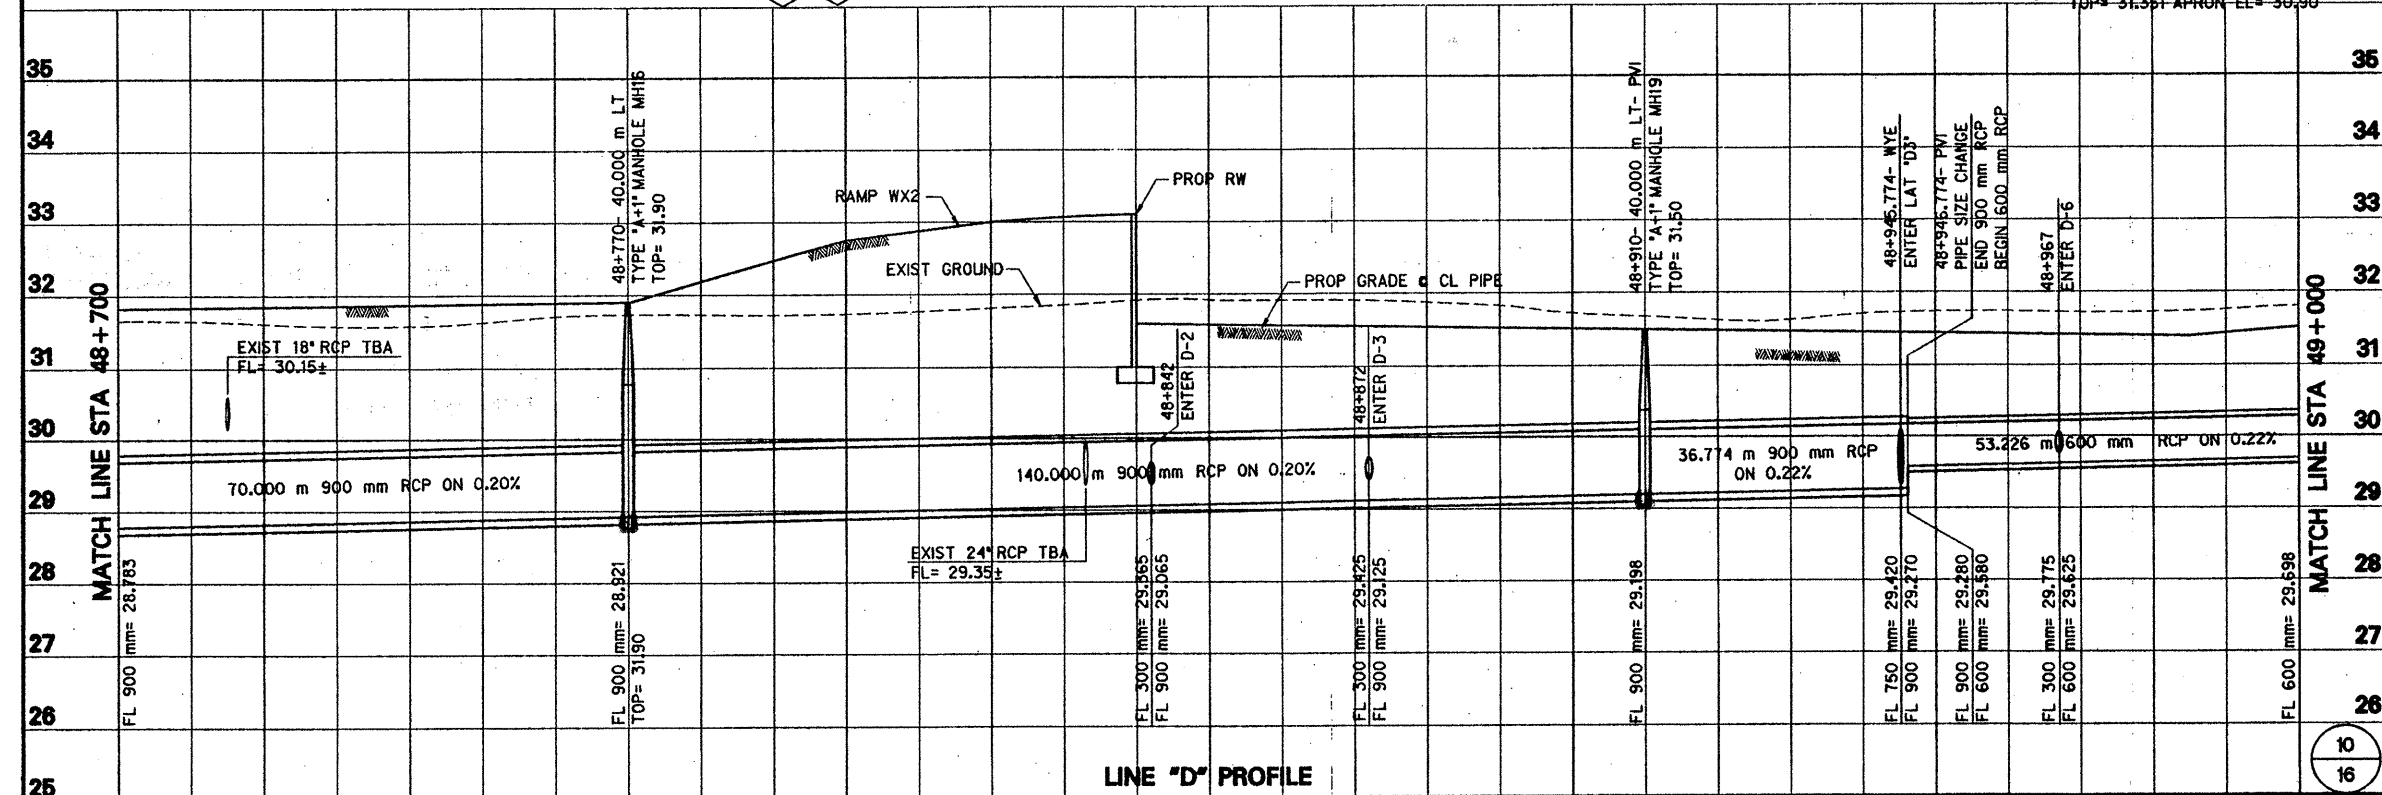 TOP= 31.351 APRON EL= 30.90
35
34
33
32
31
30
29
28
27
26
25
MATCH LINE STA 48+700
EXIST 18" RCP TBA
FL= 30.15±
70.000 m 900 mm RCP ON 0.20%
FL 900 mm= 28.783
48+770- 40.000 m LT
TYPE "A+1" MANHOLE MH16
TOP= 31.90
FL 900 mm= 28.921
TOP= 31.90
RAMP WX2
EXIST GROUND
PROP RW
PROP GRADE @ CL PIPE
EXIST 24" RCP TBA
FL= 29.35±
140.000 m 900 mm RCP ON 0.20%
48+842
ENTER D-2
FL 300 mm= 29.365
FL 900 mm= 29.065
48+872
ENTER D-3
FL 300 mm= 29.425
FL 900 mm= 29.125
48+910- 40.000 m LT- PVI
TYPE "A+1" MANHOLE MH19
TOP= 31.50
FL 900 mm= 29.198
36.774 m 900 mm RCP
ON 0.22%
48+945.774- WYE
ENTER LAT "D3"
48+946.774- PVI
PIPE SIZE CHANGE
END 900 mm RCP
BEGIN 600 mm RCP
FL 750 mm= 29.420
FL 900 mm= 29.270
FL 900 mm= 29.280
FL 600 mm= 29.580
48+967
ENTER D-6
53.226 m 600 mm RCP ON 0.22%
FL 300 mm= 29.775
FL 600 mm= 29.625
FL 600 mm= 29.698
MATCH LINE STA 49+000
35
34
33
32
31
30
29
28
27
26
10
16
LINE "D" PROFILE